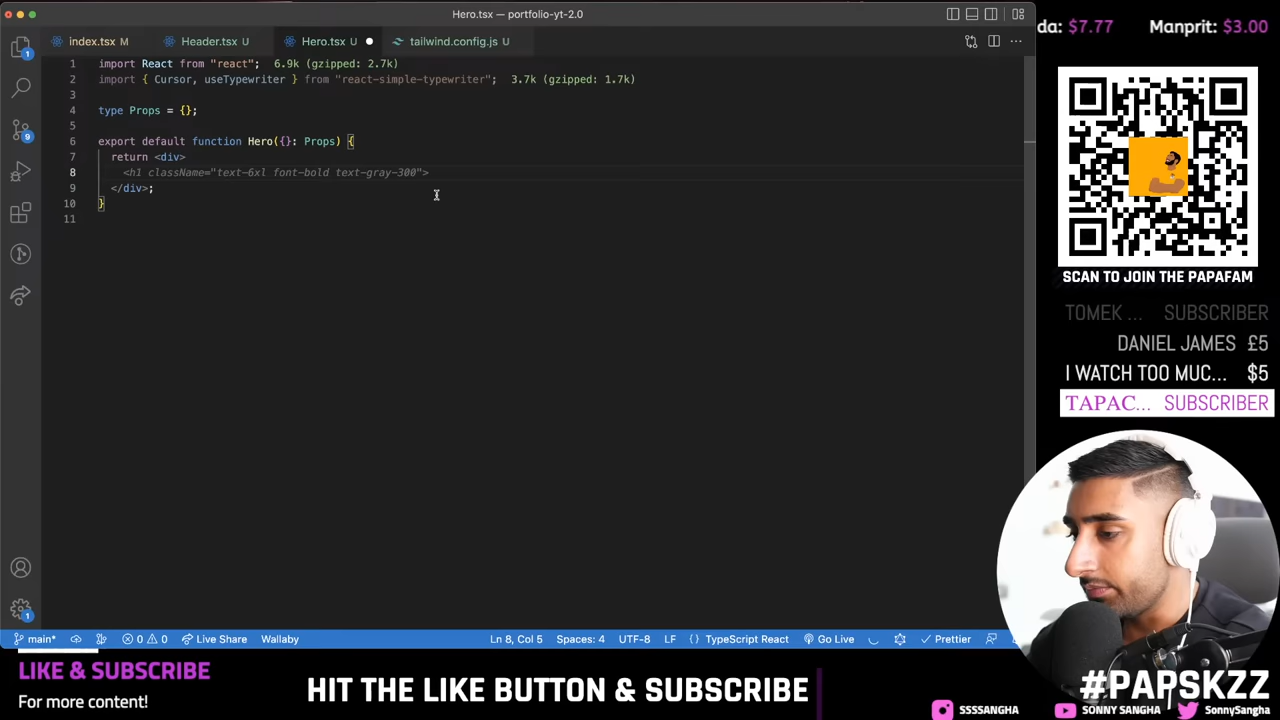 Hero.tsx — portfolio-yt-2.0
index.tsx M
Header.tsx U
Hero.tsx U
tailwind.config.js U
1 import React from "react"; 6.9k (gzipped: 2.7k)
2 import { Cursor, useTypewriter } from "react-simple-typewriter"; 3.7k (gzipped: 1.7k)
3
4 type Props = {};
5
6 export default function Hero({}: Props) {
7 return <div>
8 <h1 className="text-6xl font-bold text-gray-300">
9 </div>;
10 }
11
1
9
1
1
main*
0 0
Live Share
Wallaby
Ln 8, Col 5
Spaces: 4
UTF-8
LF
{} TypeScript React
Go Live
Prettier
da: $7.77 Manprit: $3.00
SCAN TO JOIN THE PAPAFAM
TOMEK ... SUBSCRIBER
DANIEL JAMES £5
I WATCH TOO MUC... $5
TAPAC... SUBSCRIBER
LIKE & SUBSCRIBE
For more content!
HIT THE LIKE BUTTON & SUBSCRIBE
#PAPSKZZ
SSSSANGHA
SONNY SANGHA
SonnySangha